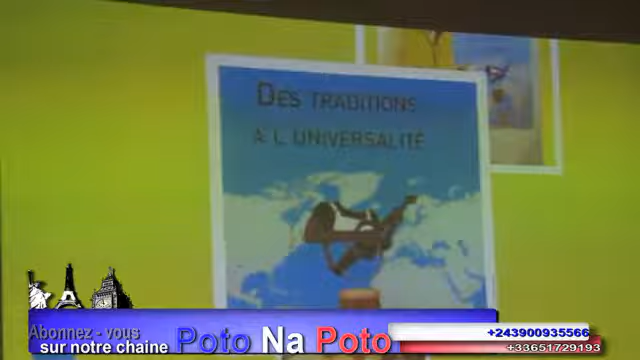 DES TRADITIONS
A L UNIVERSALITÉ
Abonnez - vous
sur notre chaine
Poto Na Poto
+243900935566
+33651729193